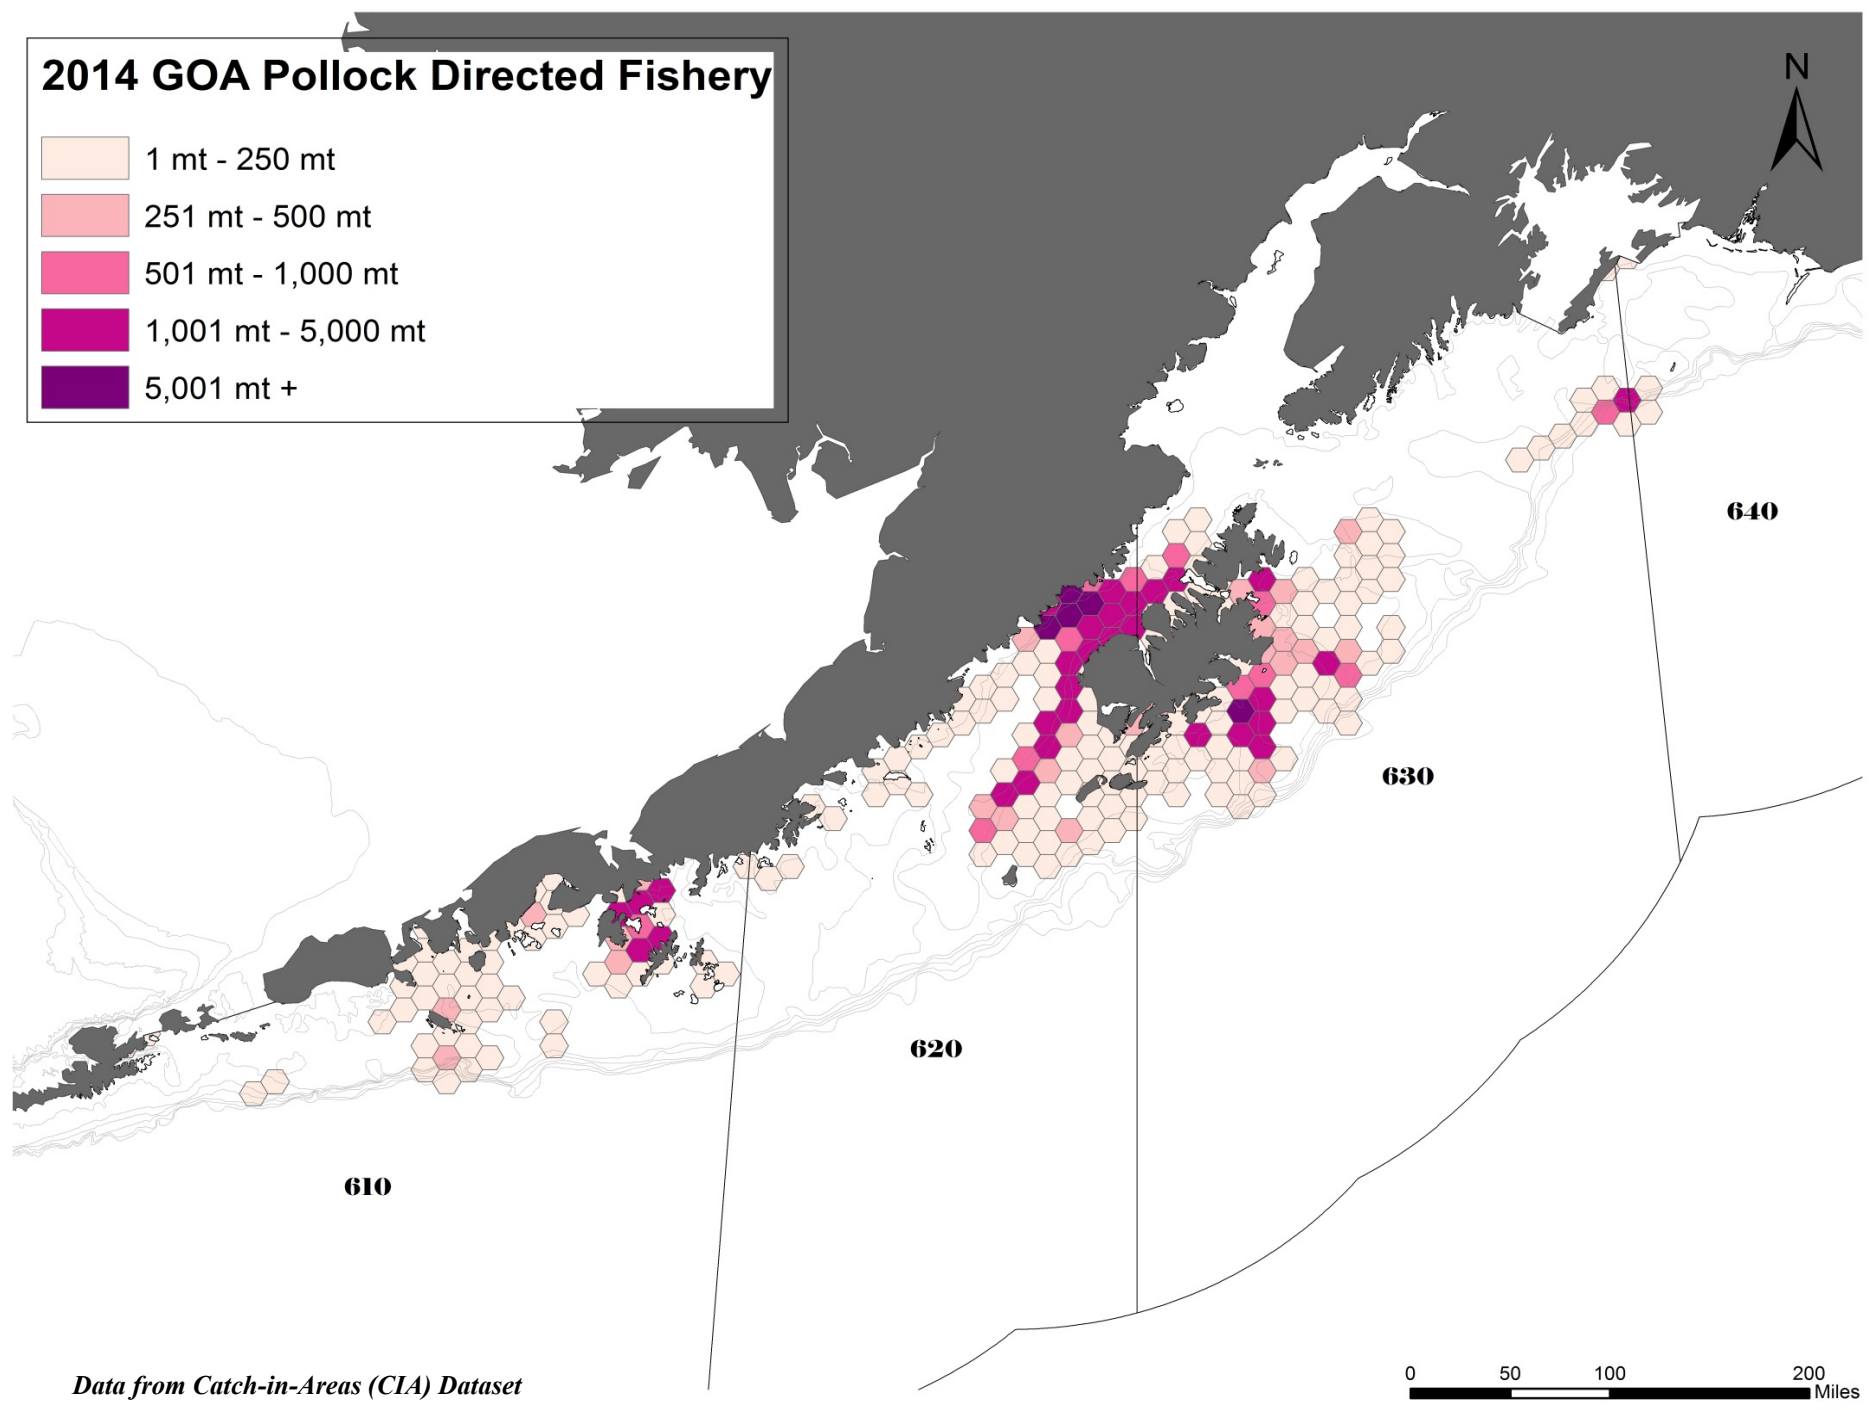 2014 GOA Pollock Directed Fishery
1 mt - 250 mt
251 mt - 500 mt
501 mt - 1,000 mt
1,001 mt - 5,000 mt
5,001 mt +
N
640
630
620
610
Data from Catch-in-Areas (CIA) Dataset
0 50 100 200
Miles